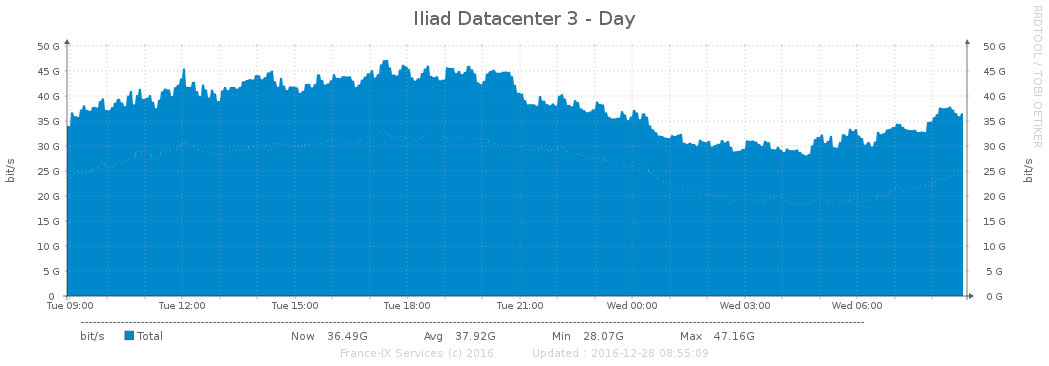 Iliad Datacenter 3 - Day
RRDTOOL / TOBI OETIKER
50 G 50 G
45 G 45 G
40 G 40 G
35 G 35 G
30 G 30 G
25 G 25 G
20 G 20 G
15 G 15 G
10 G 10 G
5 G 5 G
0 0 G
bit/s bit/s
Tue 09:00 Tue 12:00 Tue 15:00 Tue 18:00 Tue 21:00 Wed 00:00 Wed 03:00 Wed 06:00
bit/s Total Now 36.49G Avg 37.92G Min 28.07G Max 47.16G
France-IX Services (c) 2016 Updated : 2016-12-28 08:55:09